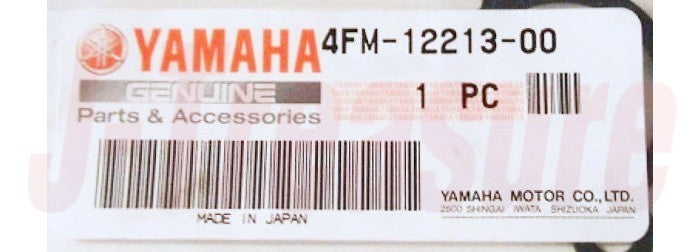 YAMAHA 4FM-12213-00
GENUINE 1 PC
Parts & Accessories
MADE IN JAPAN
YAMAHA MOTOR CO., LTD.
2500 SHINGAI IWATA SHIZUOKA JAPAN